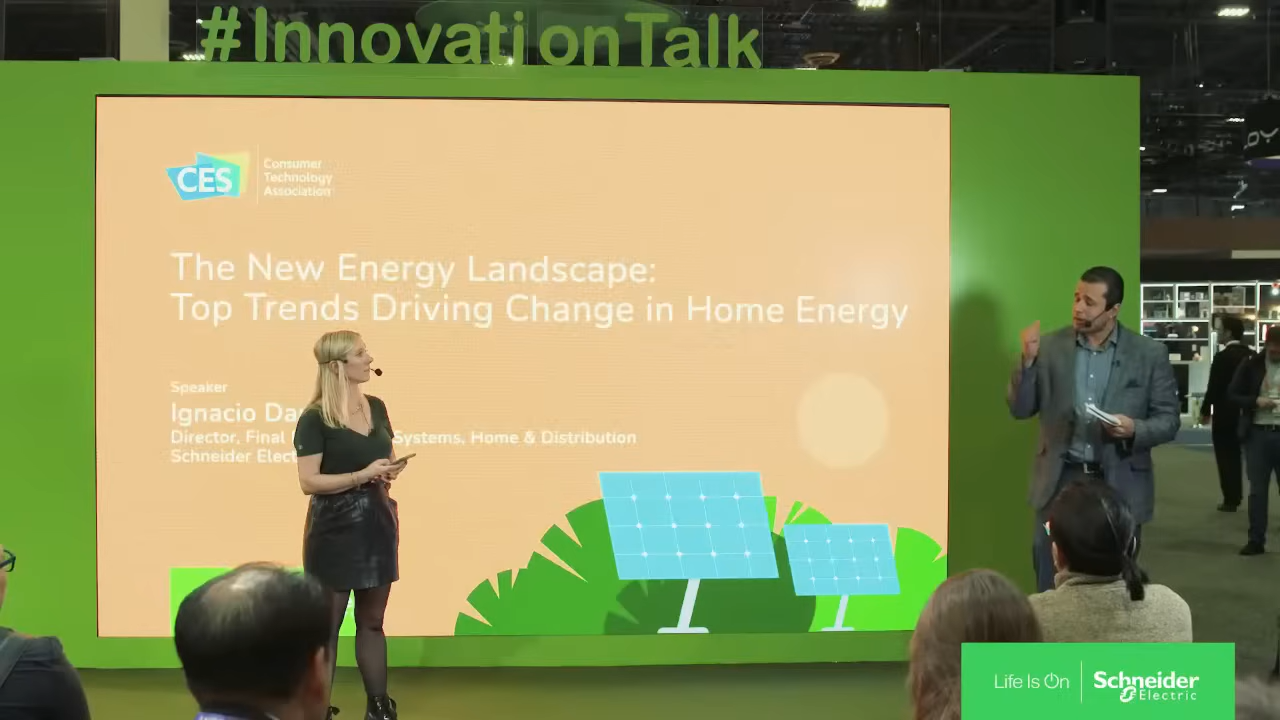 #InnovationTalk
CES
Consumer
Technology
Association
The New Energy Landscape:
Top Trends Driving Change in Home Energy
Speaker
Ignacio
Director, Final Systems, Home & Distribution
Schneider
Life Is On
Schneider
Electric